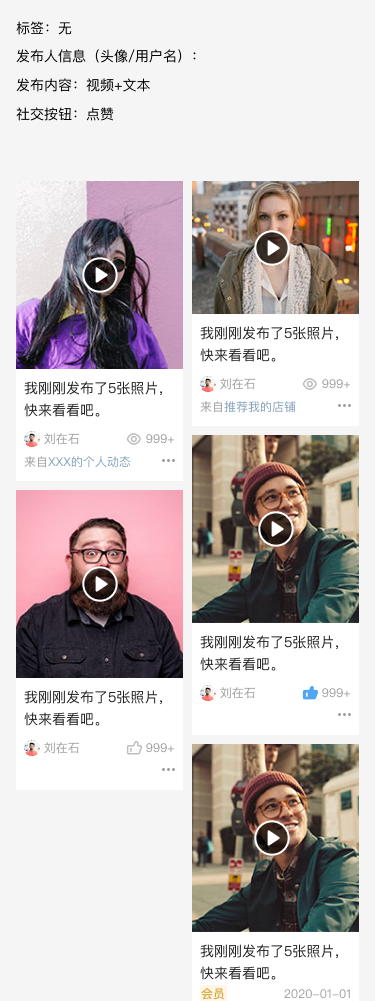 标签：无
发布人信息（头像/用户名）：
发布内容：视频+文本
社交按钮：点赞
我刚刚发布了5张照片，
快来看看吧。
刘在石 999+
来自XXX的个人动态
我刚刚发布了5张照片，
快来看看吧。
刘在石 999+
我刚刚发布了5张照片，
快来看看吧。
刘在石 999+
来自推荐我的店铺
我刚刚发布了5张照片，
快来看看吧。
刘在石 999+
我刚刚发布了5张照片，
快来看看吧。
会员 2020-01-01